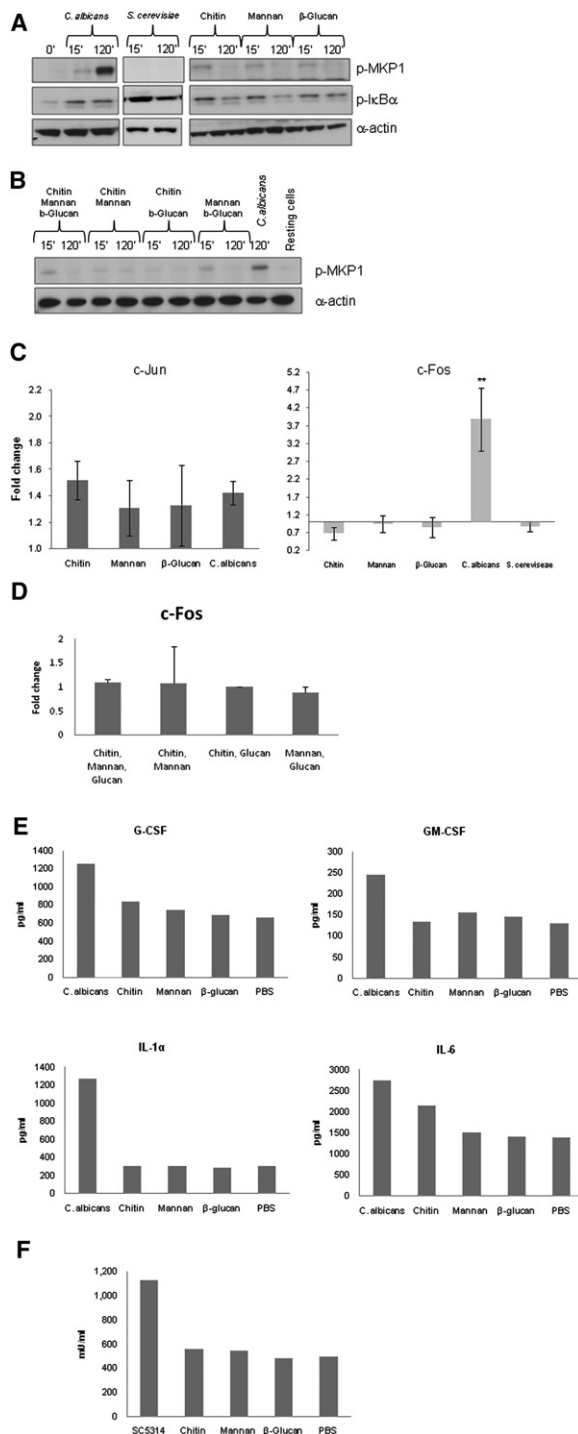 A
C. albicans S. cerevisiae Chitin Mannan β-Glucan
0' 15' 120' 15' 120' 15' 120' 15' 120' 15' 120'
p-MKP1
p-IκBα
α-actin
B
Chitin Mannan b-Glucan
Chitin Mannan
Chitin b-Glucan
Mannan b-Glucan
C. albicans
Resting cells
15' 120' 15' 120' 15' 120' 15' 120' 120'
p-MKP1
α-actin
C
c-Jun
Fold change
2.2
2.0
1.8
1.6
1.4
1.2
1.0
Chitin Mannan β-Glucan C. albicans
c-Fos
**
5.2
4.7
4.2
3.7
3.2
2.7
2.2
1.7
1.2
0.7
0.2
Chitin Mannan β-Glucan C. albicans S. cereviseae
D
c-Fos
Fold change
2
1.5
1
0.5
0
Chitin, Mannan, Glucan
Chitin, Mannan
Chitin, Glucan
Mannan, Glucan
E
G-CSF
pg/ml
1400
1200
1000
800
600
400
200
0
C. albicans Chitin Mannan β-glucan PBS
GM-CSF
pg/ml
300
250
200
150
100
50
0
C. albicans Chitin Mannan β-glucan PBS
IL-1α
pg/ml
1400
1200
1000
800
600
400
200
0
C. albicans Chitin Mannan β-glucan PBS
IL-6
pg/ml
3000
2500
2000
1500
1000
500
0
C. albicans Chitin Mannan β-glucan PBS
F
mU/ml
1,200
1,000
800
600
400
200
0
SC5314 Chitin Mannan β-Glucan PBS